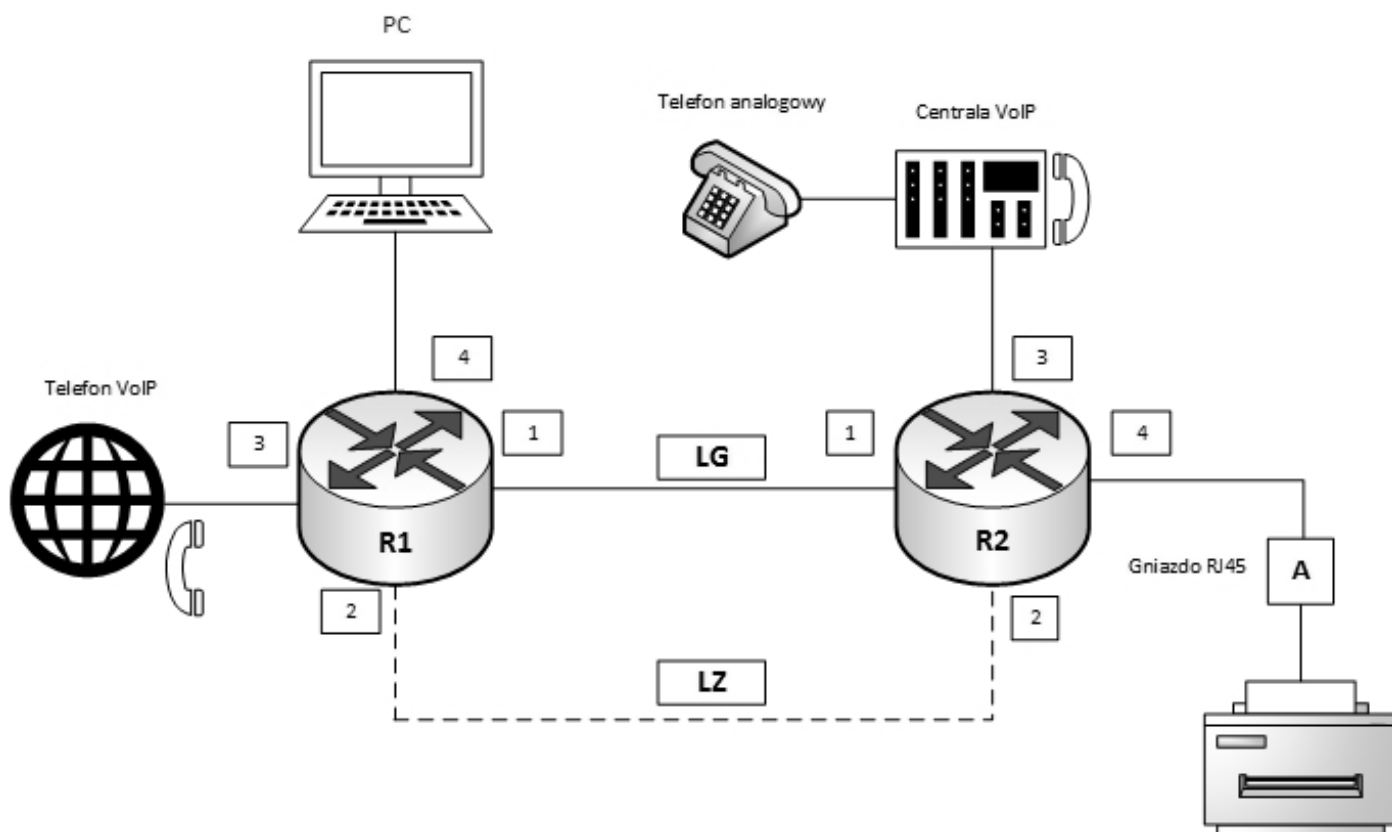 PC
Telefon analogowy
Centrala VoIP
4
3
Telefon VoIP
3
1
1
4
LG
R1
R2
Gniazdo RJ45
A
2
2
LZ